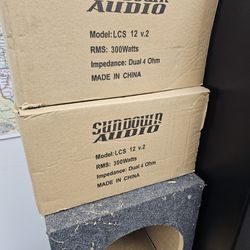 SUNDOWN
AUDIO
Model:LCS 12 v.2
RMS: 300Watts
Impedance: Dual 4 Ohm
MADE IN CHINA
SUNDOWN
AUDIO
Model:LCS 12 v.2
RMS: 300Watts
Impedance: Dual 4 Ohm
MADE IN CHINA